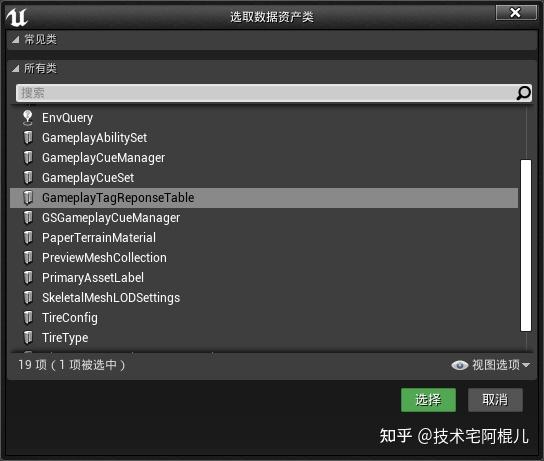 选取数据资产类
常见类
所有类
搜索
EnvQuery
GameplayAbilitySet
GameplayCueManager
GameplayCueSet
GameplayTagReponseTable
GSGameplayCueManager
PaperTerrainMaterial
PreviewMeshCollection
PrimaryAssetLabel
SkeletalMeshLODSettings
TireConfig
TireType
19 项（1 项被选中）
视图选项
选择
取消
知乎 @技术宅阿棍儿